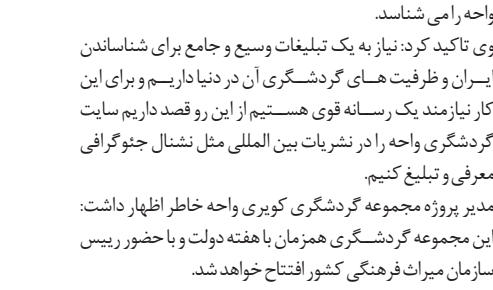 واحه را می شناسد.
وی تاکید کرد: نیاز به یک تبلیغات وسیع و جامع برای شناساندن
ایــران و ظرفیت هــای گردشــگری آن در دنیا داریــم و برای این
کار نیازمند یک رســانه قوی هســتیم از این رو قصد داریم سایت
گردشگری واحه را در نشریات بین المللی مثل نشنال جئوگرافی
معرفی و تبلیغ کنیم.
مدیر پروژه مجموعه گردشگری کویری واحه خاطر اظهار داشت:
این مجموعه گردشــگری همزمان با هفته دولت و با حضور رییس
سازمان میراث فرهنگی کشور افتتاح خواهد شد.